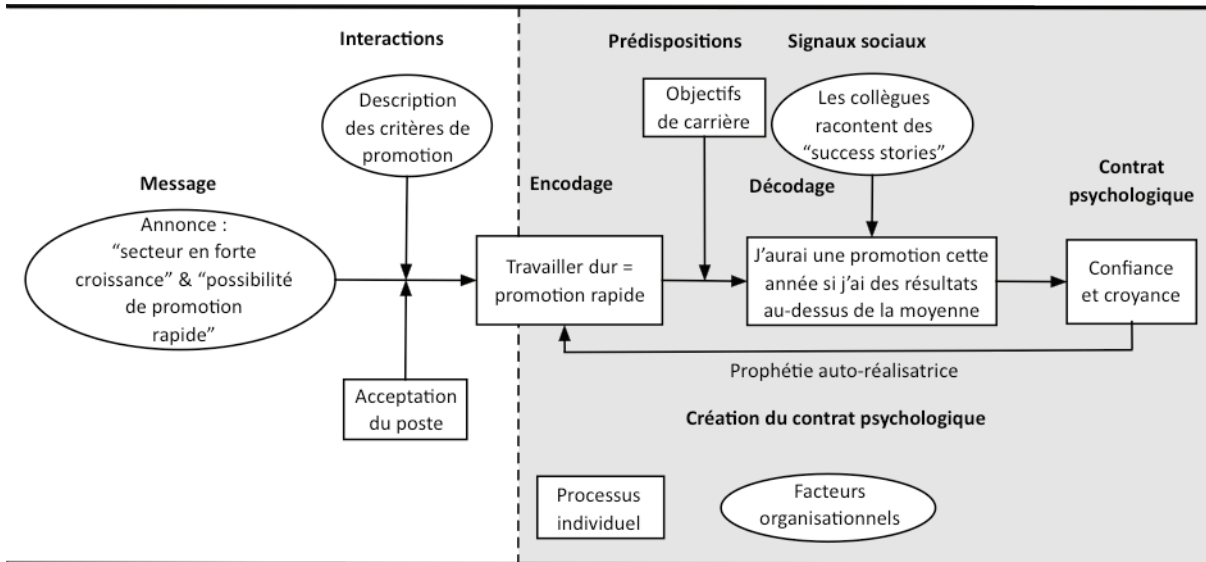 Interactions
Prédispositions
Signaux sociaux
Description
des critères de
promotion
Objectifs
de carrière
Les collègues
racontent des
“success stories”
Message
Encodage
Décodage
Contrat
psychologique
Annonce :
“secteur en forte
croissance” & “possibilité
de promotion
rapide”
Travailler dur =
promotion rapide
J’aurai une promotion cette
année si j’ai des résultats
au-dessus de la moyenne
Confiance
et croyance
Prophétie auto-réalisatrice
Acceptation
du poste
Création du contrat psychologique
Processus
individuel
Facteurs
organisationnels